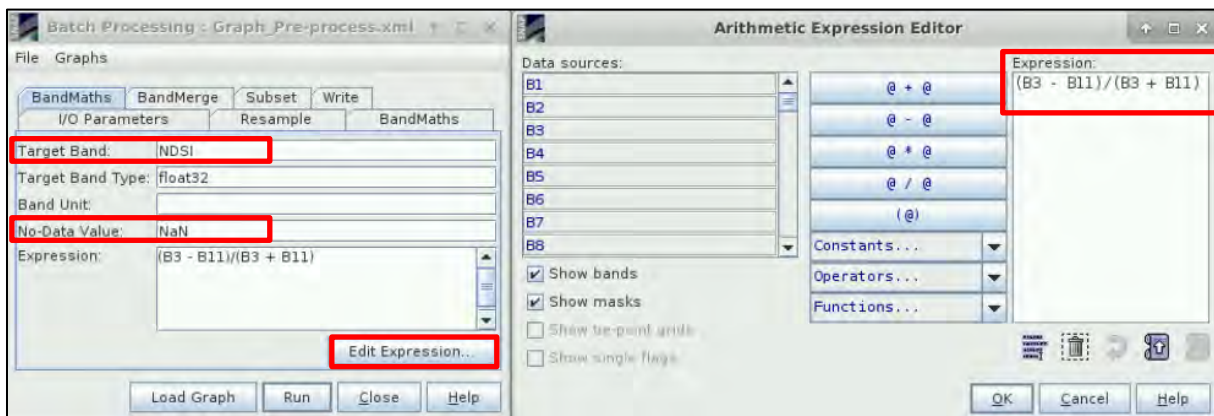 Batch Processing : Graph_Pre-process.xml
File Graphs
BandMaths BandMerge Subset Write
I/O Parameters Resample BandMaths
Target Band: NDSI
Target Band Type: float32
Band Unit:
No-Data Value: NaN
Expression: (B3 - B11)/(B3 + B11)
Edit Expression...
Load Graph Run Close Help
Arithmetic Expression Editor
Data sources:
B1
B2
B3
B4
B5
B6
B7
B8
Show bands
Show masks
Show tie-point grids
Show single flags
@ + @
@ - @
@ * @
@ / @
(@)
Constants...
Operators...
Functions...
Expression:
(B3 - B11)/(B3 + B11)
OK Cancel Help